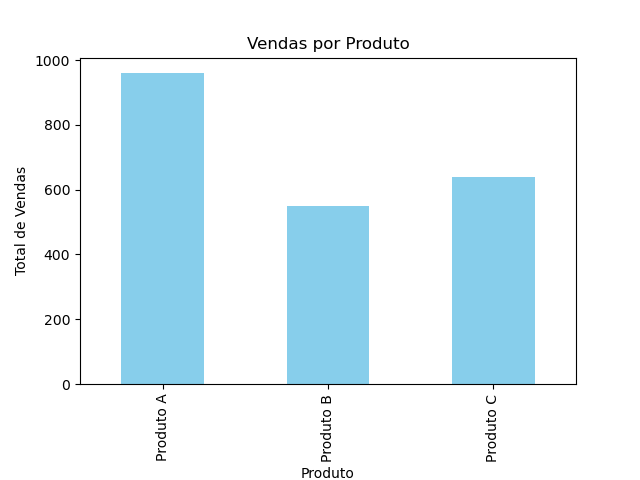 Vendas por Produto
Total de Vendas
1000
800
600
400
200
0
Produto A
Produto B
Produto C
Produto